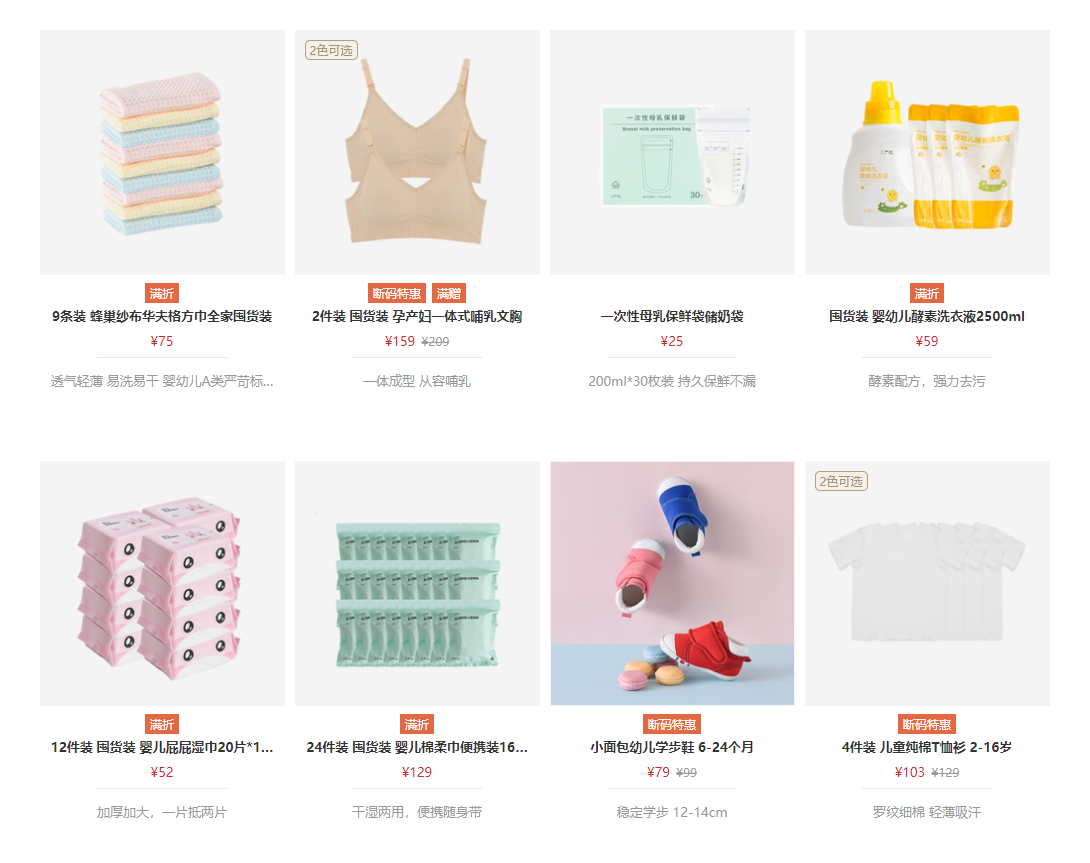 2色可选
一次性母乳保鲜袋
Breast milk preservation bag
30
满折
断码特惠 满赠
满折
9条装 蜂巢纱布华夫格方巾全家囤货装
2件装 囤货装 孕产妇一体式哺乳文胸
一次性母乳保鲜袋储奶袋
囤货装 婴幼儿酵素洗衣液2500ml
¥75
¥159 ¥209
¥25
¥59
透气轻薄 易洗易干 婴幼儿A类严苛标...
一体成型 从容哺乳
200ml*30枚装 持久保鲜不漏
酵素配方，强力去污
2色可选
满折
满折
断码特惠
断码特惠
12件装 囤货装 婴儿屁屁湿巾20片*1...
24件装 囤货装 婴儿棉柔巾便携装16...
小面包幼儿学步鞋 6-24个月
4件装 儿童纯棉T恤衫 2-16岁
¥52
¥129
¥79 ¥99
¥103 ¥129
加厚加大，一片抵两片
干湿两用，便携随身带
稳定学步 12-14cm
罗纹细棉 轻薄吸汗